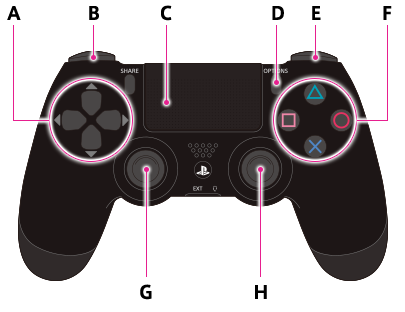 A B C D E F
SHARE OPTIONS
EXT
G H